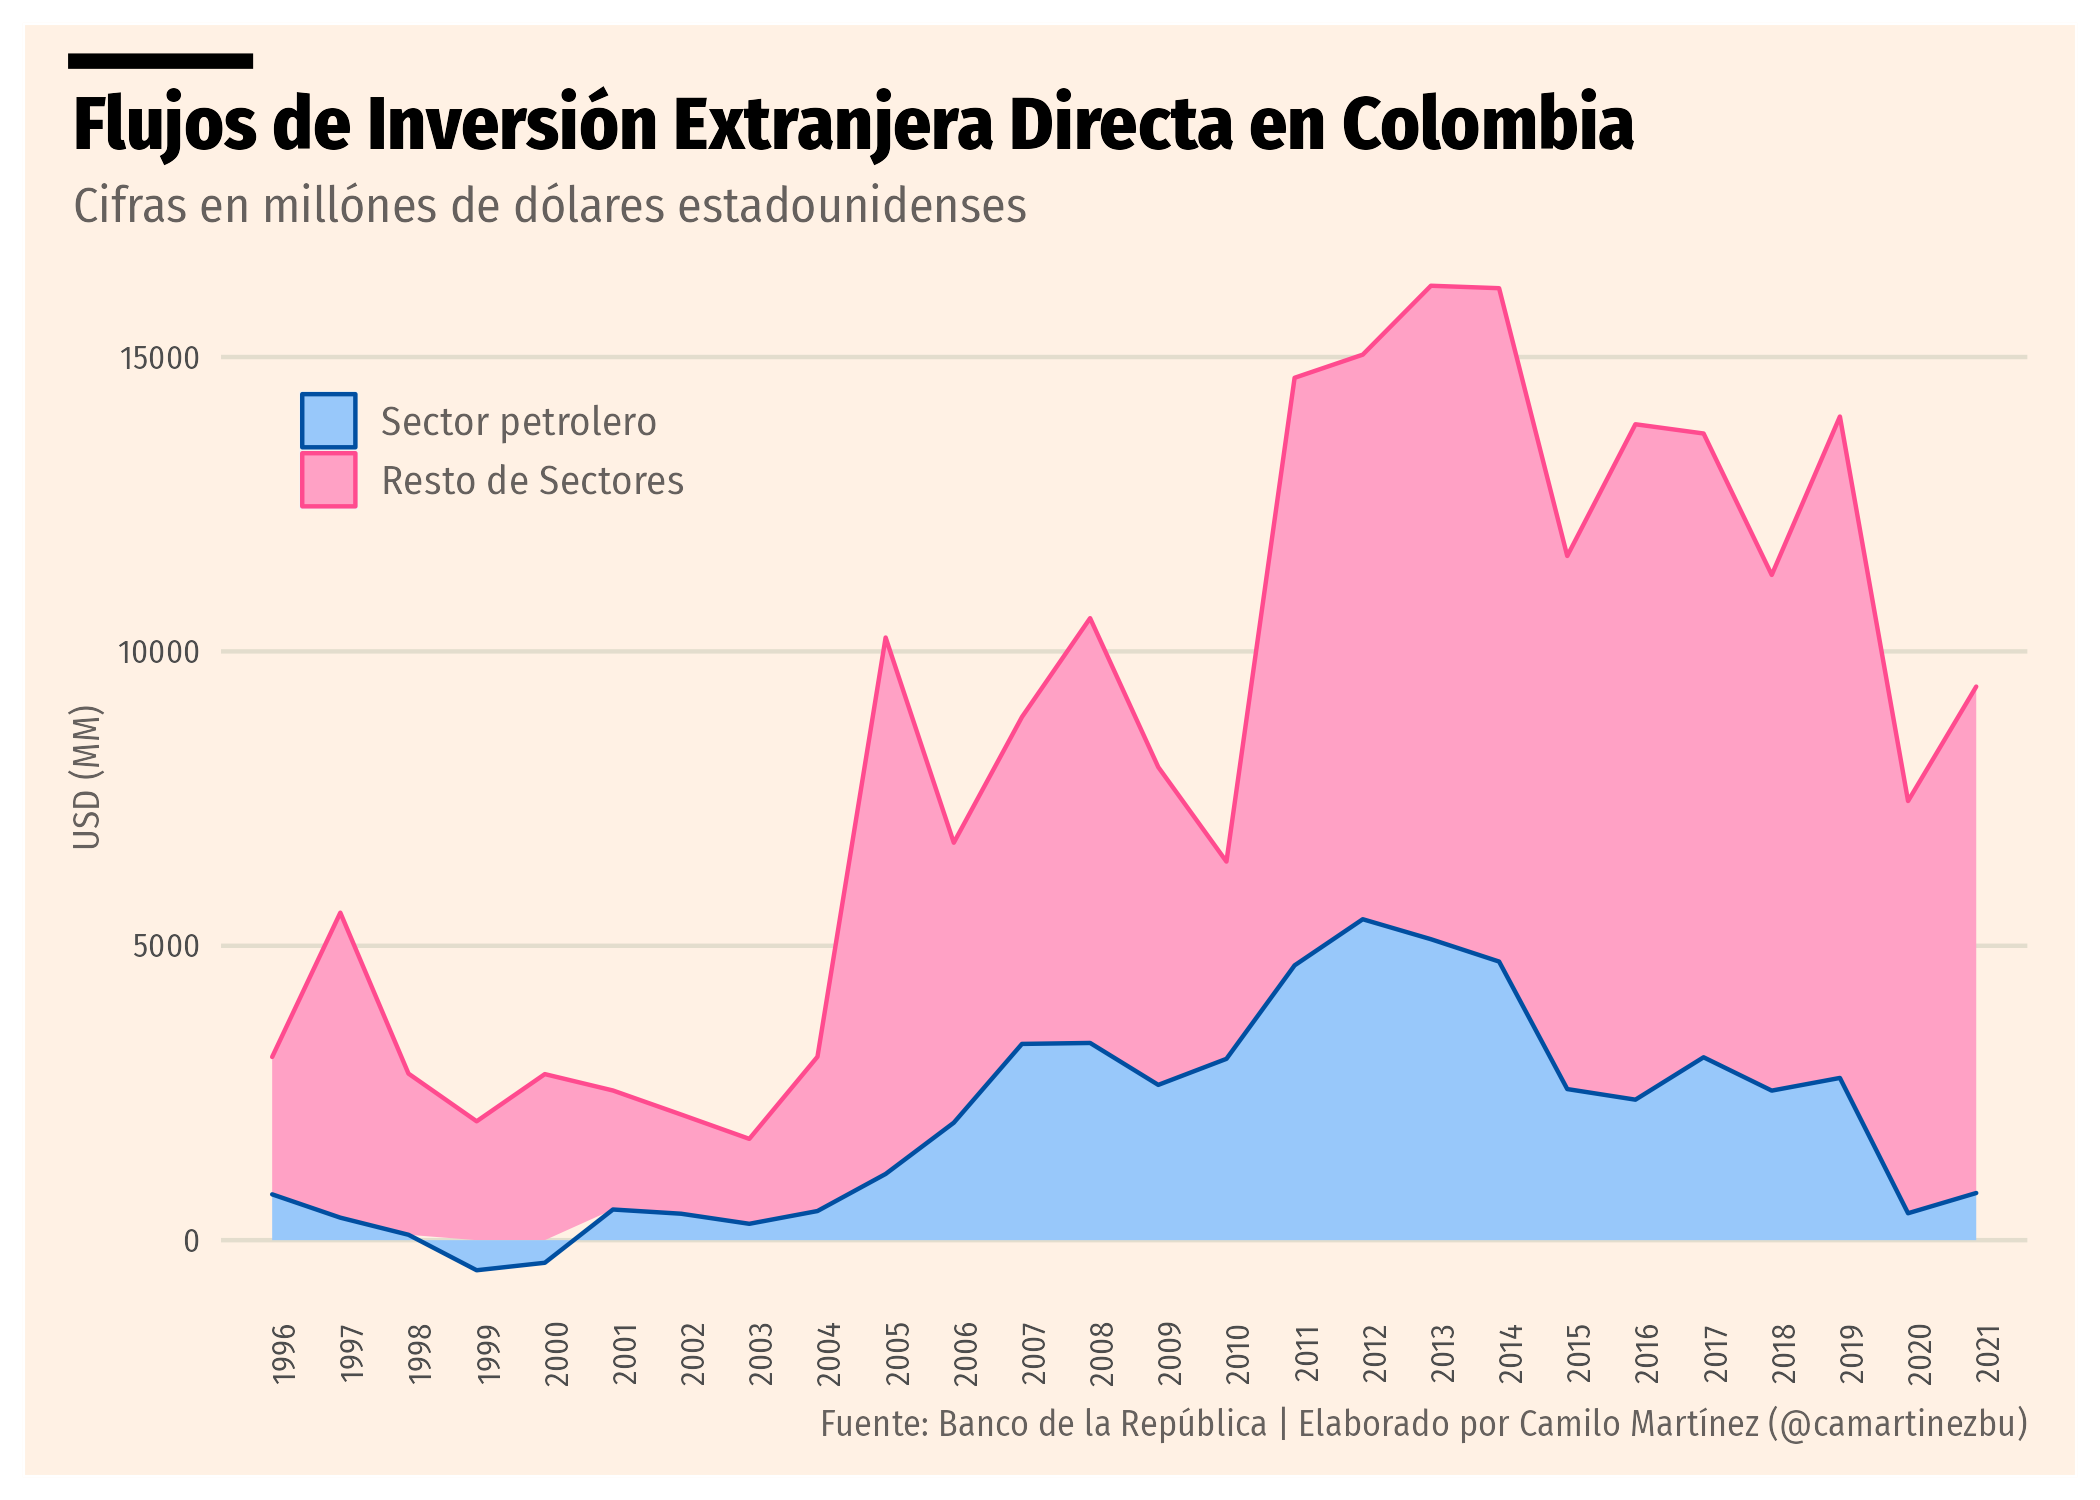 Flujos de Inversión Extranjera Directa en Colombia
Cifras en millónes de dólares estadounidenses
15000
Sector petrolero
Resto de Sectores
10000
USD (MM)
5000
0
1996 1997 1998 1999 2000 2001 2002 2003 2004 2005 2006 2007 2008 2009 2010 2011 2012 2013 2014 2015 2016 2017 2018 2019 2020 2021
Fuente: Banco de la República | Elaborado por Camilo Martínez (@camartinezbu)